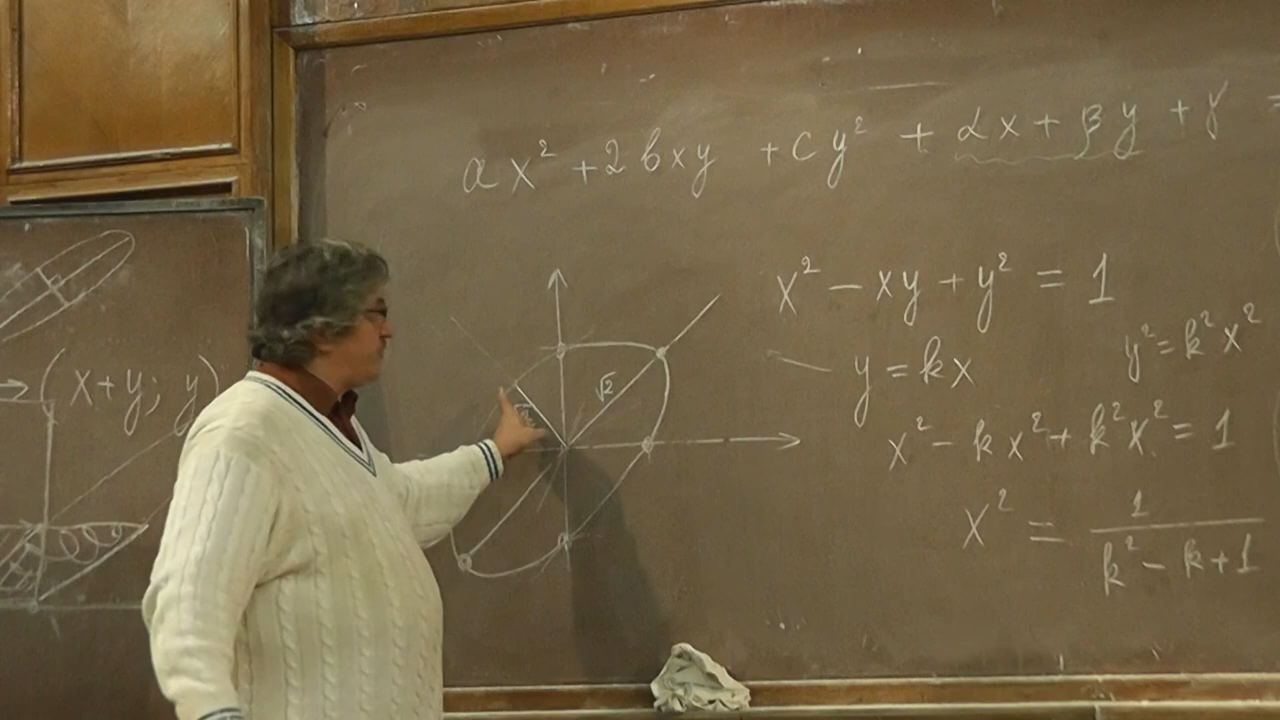 ax² + 2bxy + cy² + αx + βy + γ =
x² − xy + y² = 1
y = kx
y² = k²x²
x² − kx² + k²x² = 1
x² = 1 / (k² − k + 1)
√2
(x+y; y)